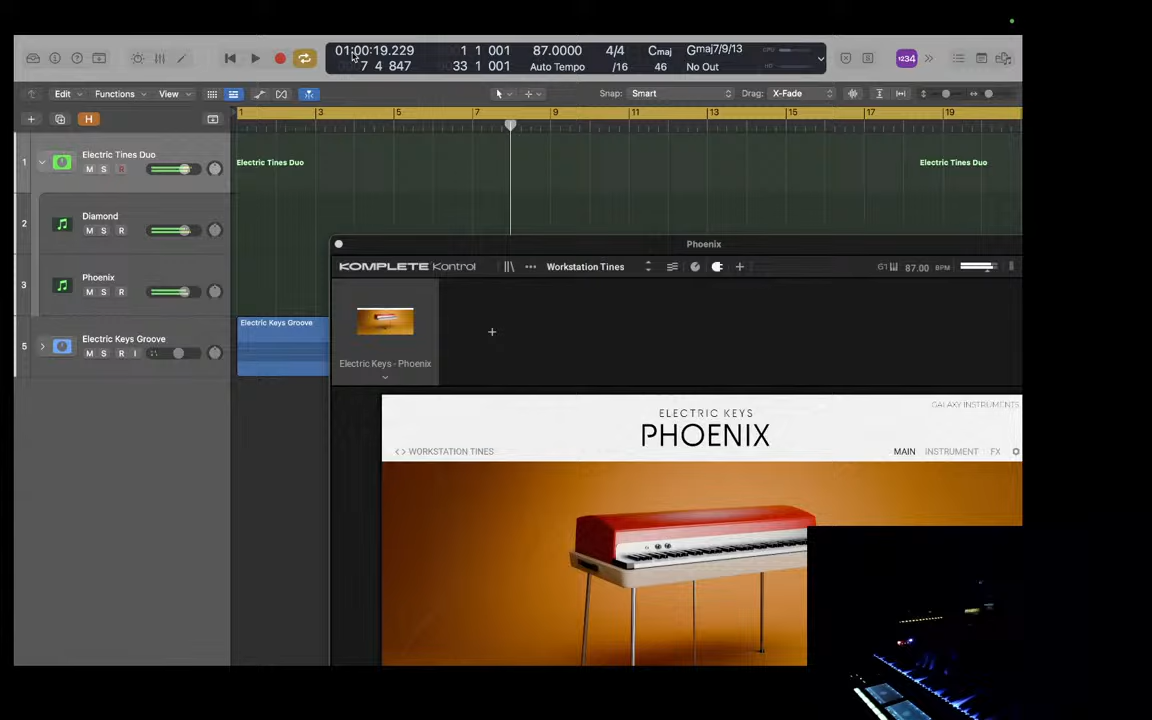 01:00:19.229 1 1 001 87.0000 4/4 Cmaj Gmaj7/9/13 CPU
7 4 847 33 1 001 Auto Tempo /16 46 No Out HD
1234
Edit Functions View Snap: Smart Drag: X-Fade
H 1 3 5 7 9 11 13 15 17 19
1 Electric Tines Duo
M S R
Electric Tines Duo Electric Tines Duo
2 Diamond
M S R
3 Phoenix
M S R
5 Electric Keys Groove
M S R I
Electric Keys Groove
Phoenix
KOMPLETE Kontrol Workstation Tines 87.00 BPM
Electric Keys - Phoenix
GALAXY INSTRUMENTS
ELECTRIC KEYS
PHOENIX
WORKSTATION TINES MAIN INSTRUMENT FX